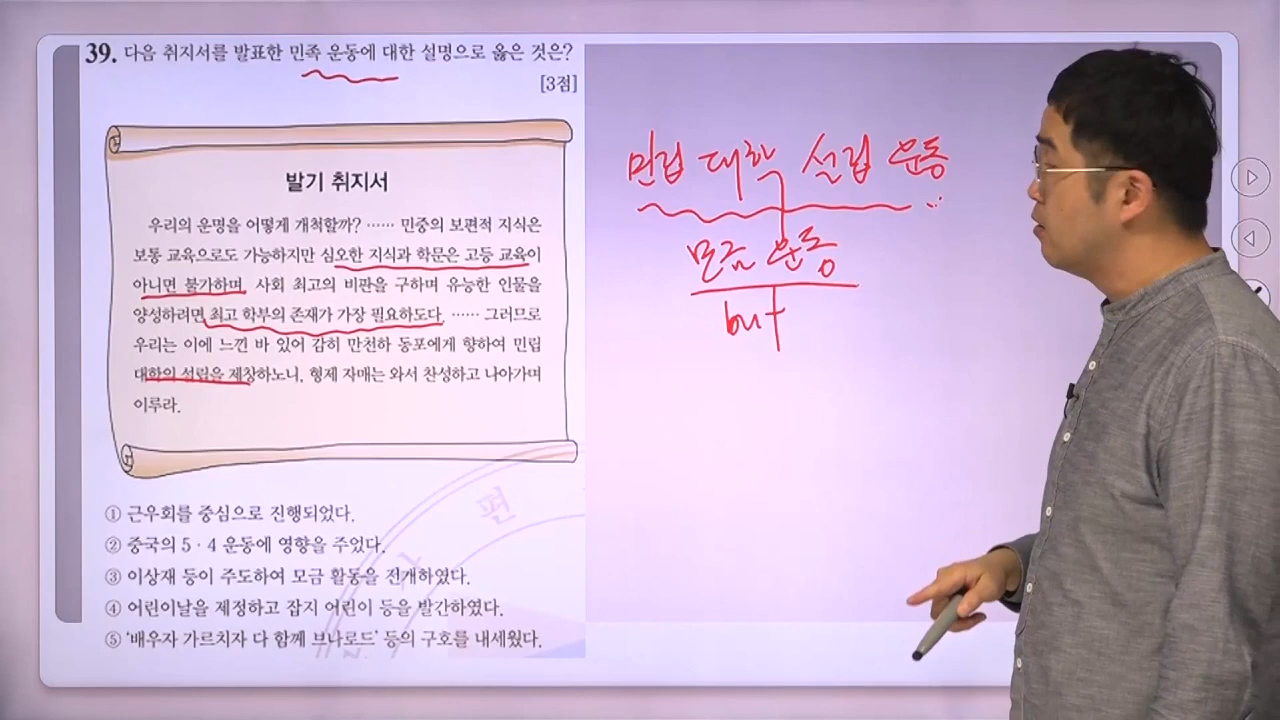 39. 다음 취지서를 발표한 민족 운동에 대한 설명으로 옳은 것은?
[3점]
발기 취지서
우리의 운명을 어떻게 개척할까? …… 민중의 보편적 지식은
보통 교육으로도 가능하지만 심오한 지식과 학문은 고등 교육이
아니면 불가하며, 사회 최고의 비관을 구하며 유능한 인물을
양성하려면 최고 학부의 존재가 가장 필요하도다. …… 그러므로
우리는 이에 느낀 바 있어 감히 만천하 동포에게 향하여 민립
대학의 설립을 제창하노니, 형제 자매는 와서 찬성하고 나아가며
이루라.
① 근우회를 중심으로 진행되었다.
② 중국의 5·4 운동에 영향을 주었다.
③ 이상재 등이 주도하여 모금 활동을 전개하였다.
④ 어린이날을 제정하고 잡지 어린이 등을 발간하였다.
⑤ '배우자 가르치자 다 함께 브나로드' 등의 구호를 내세웠다.
편
민립 대학 설립 운동
모금 운동
but